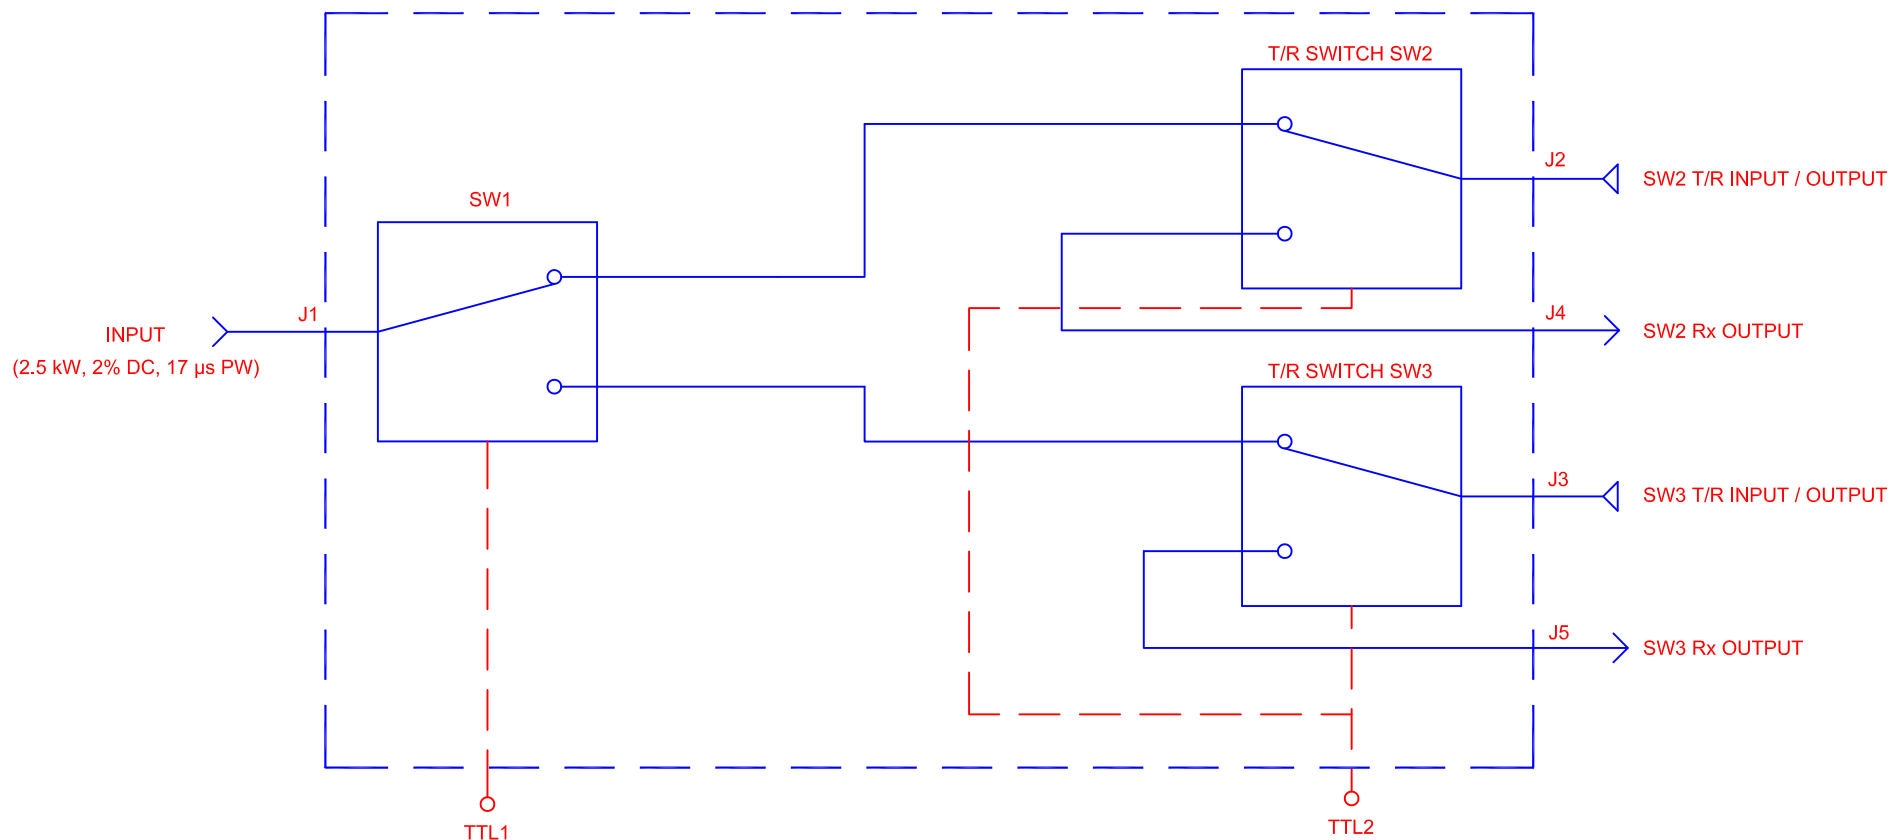 T/R SWITCH SW2
J2
SW2 T/R INPUT / OUTPUT
SW1
J1
INPUT
(2.5 kW, 2% DC, 17 µs PW)
J4
SW2 Rx OUTPUT
T/R SWITCH SW3
J3
SW3 T/R INPUT / OUTPUT
J5
SW3 Rx OUTPUT
TTL1
TTL2